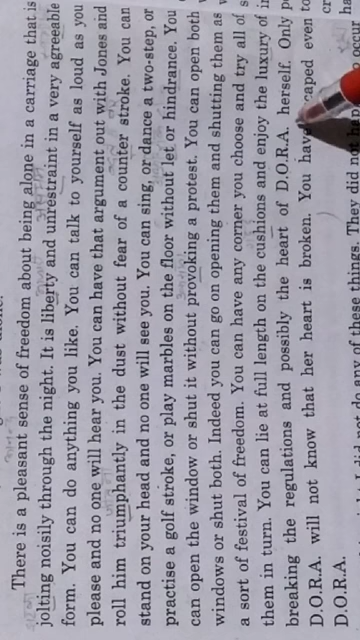 There is a pleasant sense of freedom about being alone in a carriage that is
jolting noisily through the night. It is liberty and unrestraint in a very agreeable
form. You can do anything you like. You can talk to yourself as loud as you
please and no one will hear you. You can have that argument out with Jones and
roll him triumphantly in the dust without fear of a counter stroke. You can
stand on your head and no one will see you. You can sing, or dance a two-step, or
practise a golf stroke, or play marbles on the floor without let or hindrance. You
can open the window or shut it without provoking a protest. You can open both
windows or shut both. Indeed you can go on opening them and shutting them as
a sort of festival of freedom. You can have any corner you choose and try all of
them in turn. You can lie at full length on the cushions and enjoy the luxury of
breaking the regulations and possibly the heart of D.O.R.A. herself. Only
D.O.R.A. will not know that her heart is broken. You have escaped even
D.O.R.A.
of these things. They did